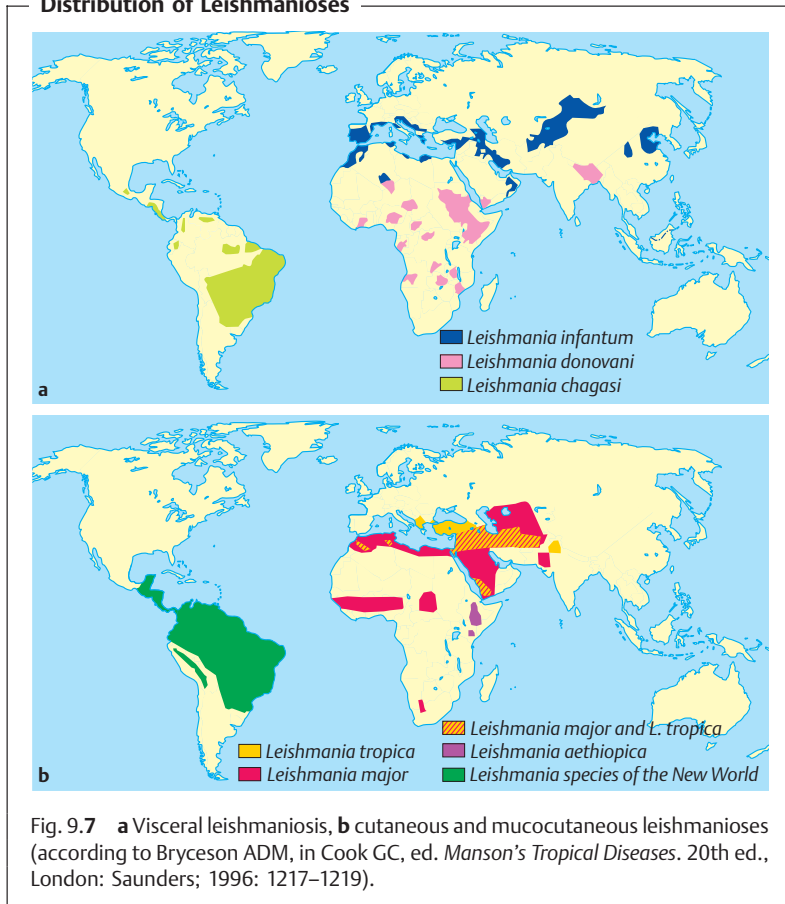 Distribution of Leishmanioses
Leishmania infantum
Leishmania donovani
Leishmania chagasi
a
Leishmania major and L. tropica
Leishmania tropica
Leishmania aethiopica
Leishmania major
Leishmania species of the New World
b
Fig. 9.7 a Visceral leishmaniosis, b cutaneous and mucocutaneous leishmanioses
(according to Bryceson ADM, in Cook GC, ed. Manson's Tropical Diseases. 20th ed.,
London: Saunders; 1996: 1217–1219).